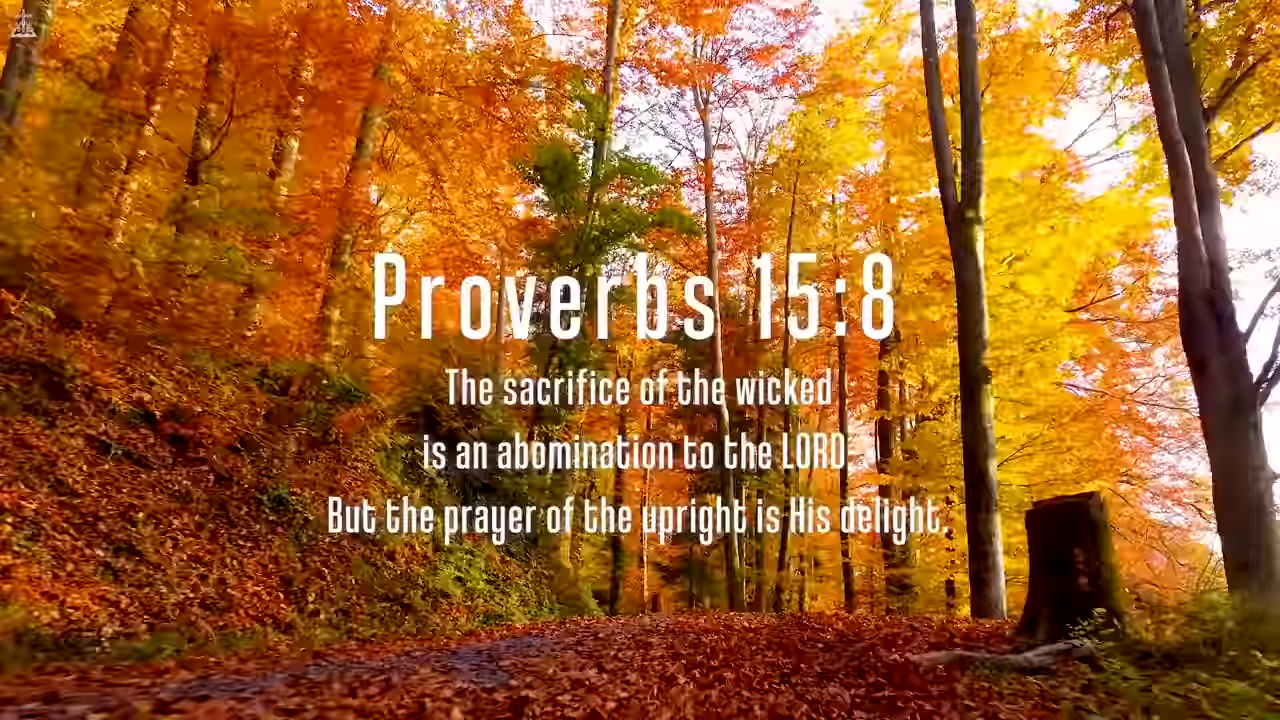 Proverbs 15:8
The sacrifice of the wicked
is an abomination to the LORD,
But the prayer of the upright is His delight.